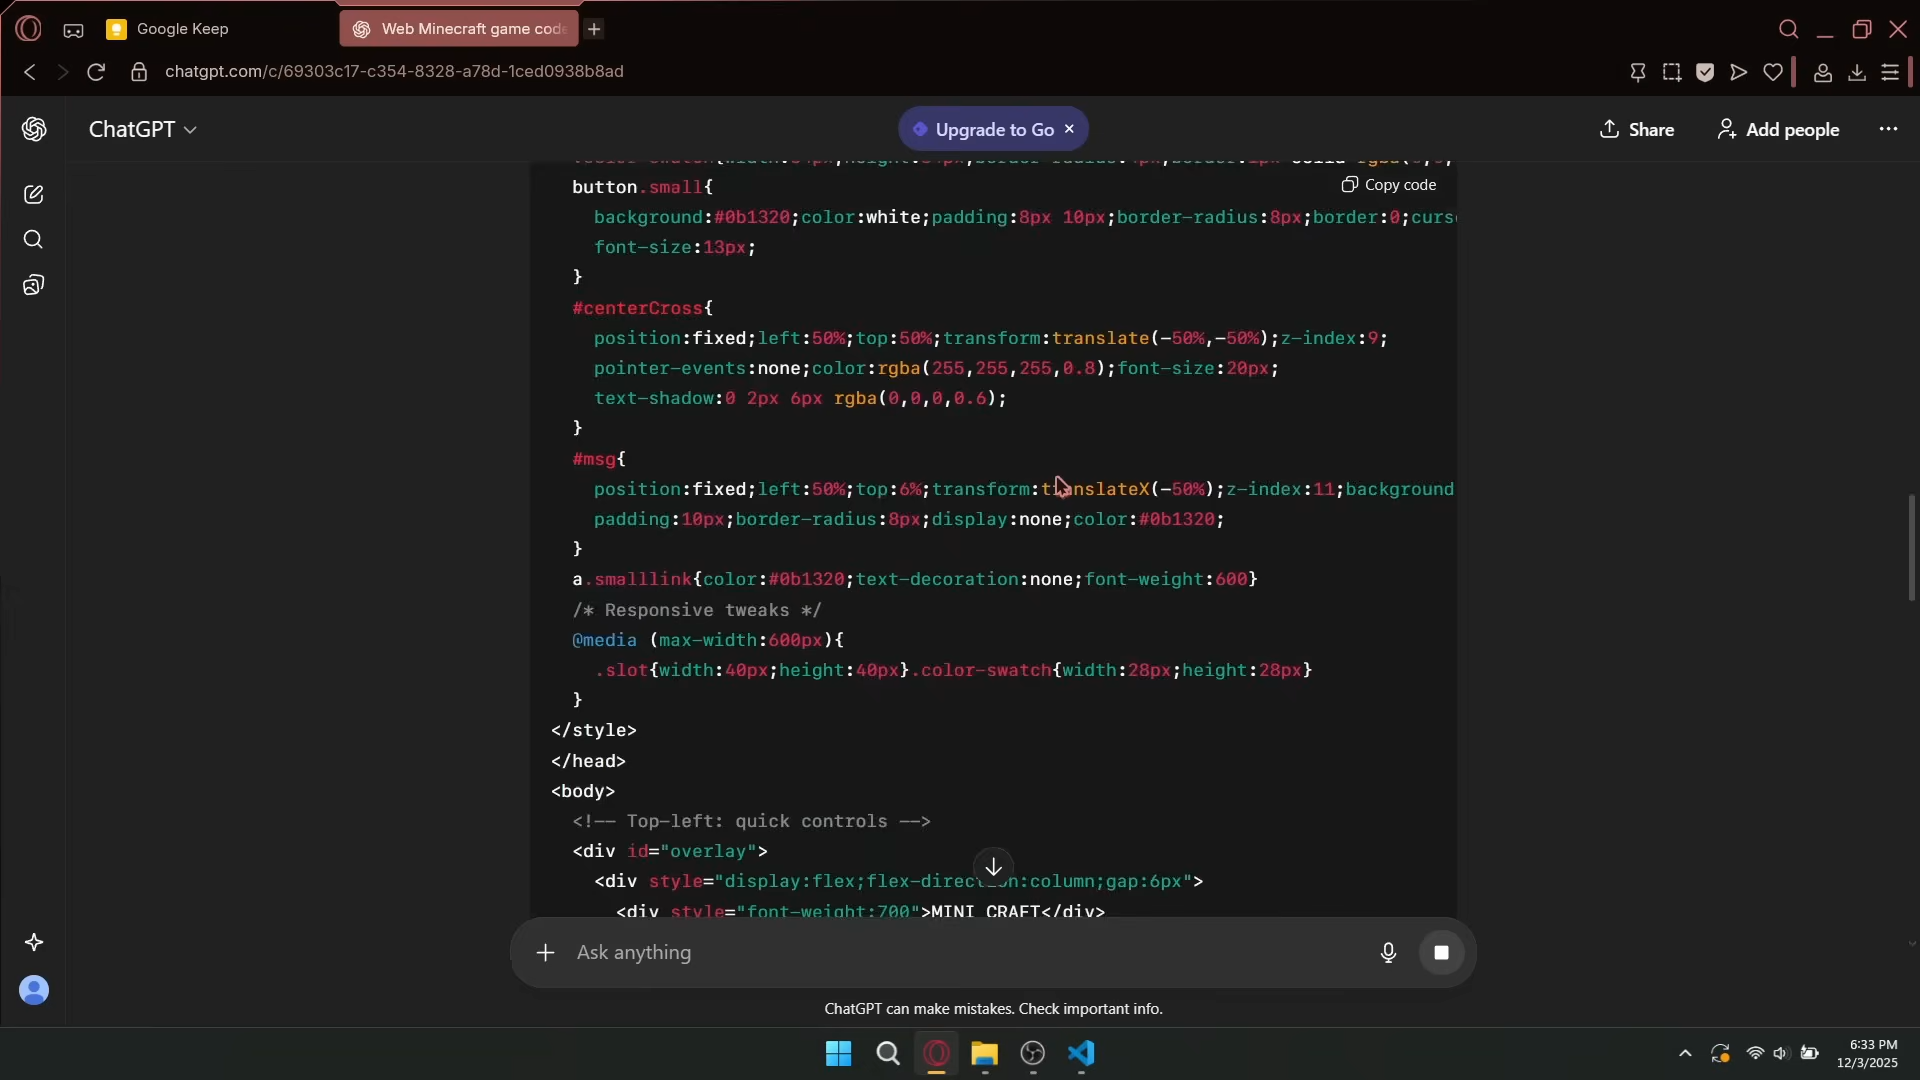 Google Keep
Web Minecraft game code
chatgpt.com/c/69303c17-c354-8328-a78d-1ced0938b8ad
ChatGPT
Upgrade to Go
Share
Add people
Copy code
button.small{
background:#0b1320;color:white;padding:8px 10px;border-radius:8px;border:0;curs
font-size:13px;
}
#centerCross{
position:fixed;left:50%;top:50%;transform:translate(-50%,-50%);z-index:9;
pointer-events:none;color:rgba(255,255,255,0.8);font-size:20px;
text-shadow:0 2px 6px rgba(0,0,0,0.6);
}
#msg{
position:fixed;left:50%;top:6%;transform:translateX(-50%);z-index:11;background
padding:10px;border-radius:8px;display:none;color:#0b1320;
}
a.smalllink{color:#0b1320;text-decoration:none;font-weight:600}
/* Responsive tweaks */
@media (max-width:600px){
.slot{width:40px;height:40px}.color-swatch{width:28px;height:28px}
}
</style>
</head>
<body>
<!-- Top-left: quick controls -->
<div id="overlay">
<div style="display:flex;flex-direction:column;gap:6px">
<div style="font-weight:700">MINI CRAFT</div>
Ask anything
ChatGPT can make mistakes. Check important info.
6:33 PM
12/3/2025